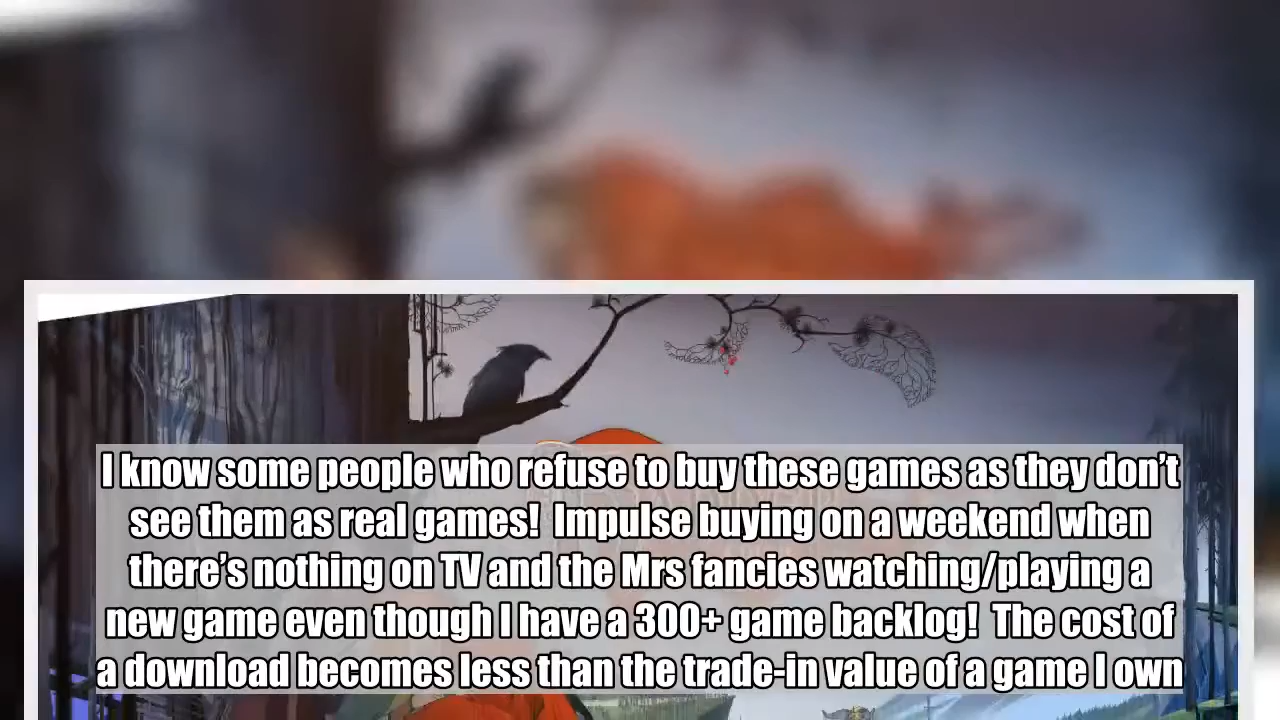 I know some people who refuse to buy these games as they don’t
see them as real games!  Impulse buying on a weekend when
there’s nothing on TV and the Mrs fancies watching/playing a
new game even though I have a 300+ game backlog!  The cost of
a download becomes less than the trade-in value of a game I own